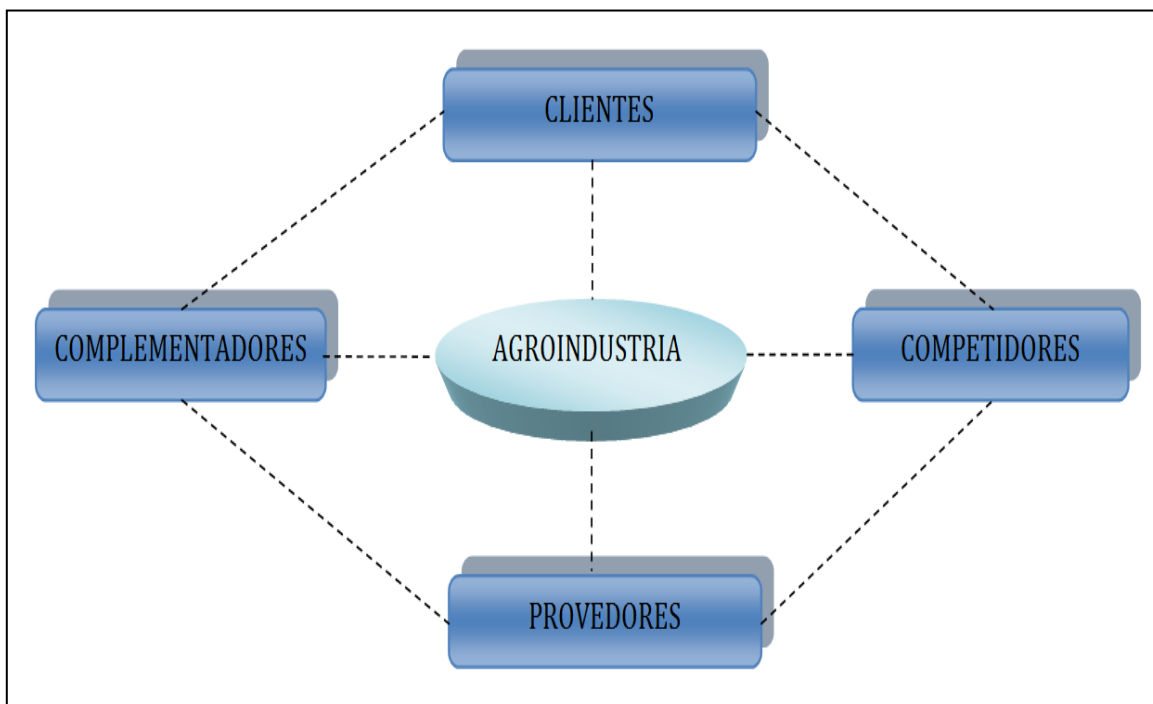 CLIENTES
COMPLEMENTADORES
AGROINDUSTRIA
COMPETIDORES
PROVEDORES